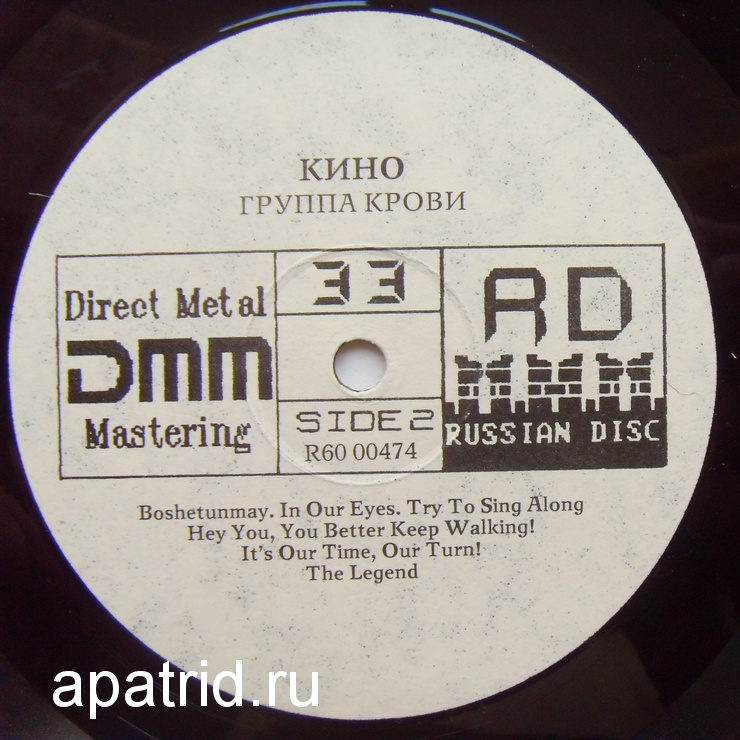 КИНО
ГРУППА КРОВИ
Direct Metal
DMM
Mastering
33
SIDE 2
R60 00474
RD
RUSSIAN DISC
Boshetunmay. In Our Eyes. Try To Sing Along
Hey You, You Better Keep Walking!
It's Our Time, Our Turn!
The Legend
apatrid.ru